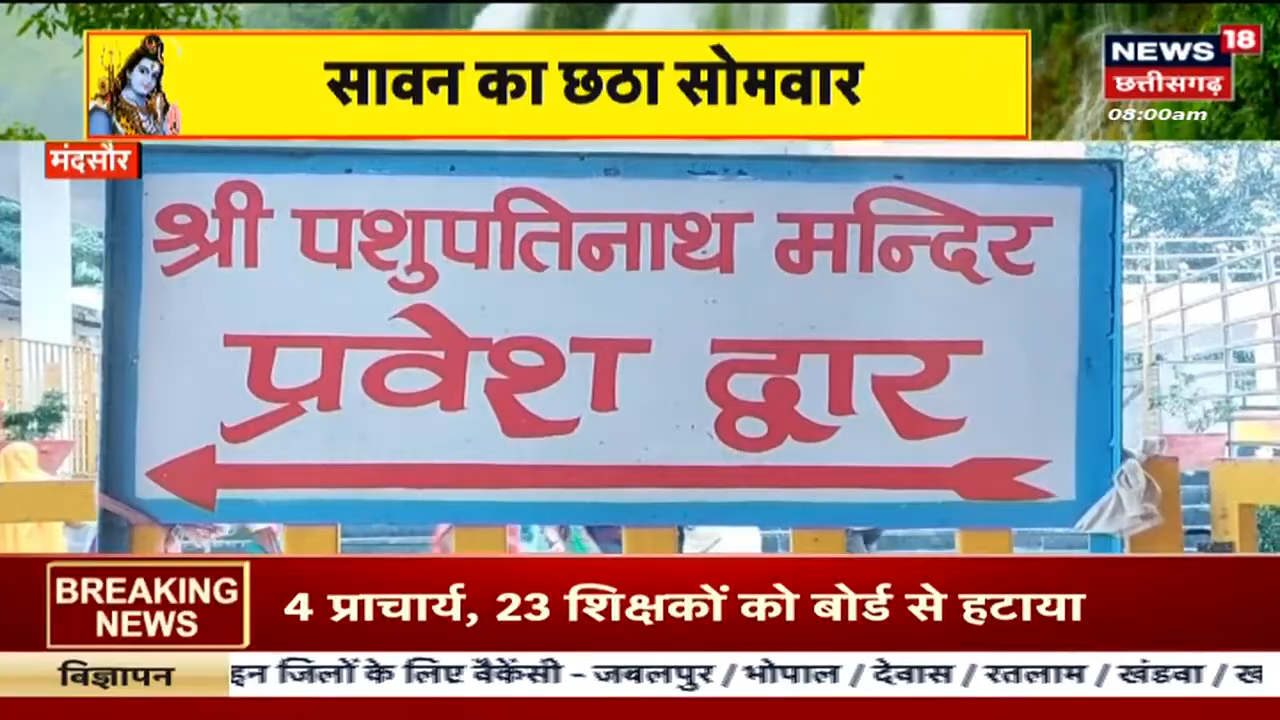 सावन का छठा सोमवार
NEWS 18
छत्तीसगढ़
08:00am
मंदसौर
श्री पशुपतिनाथ मन्दिर
प्रवेश द्वार
BREAKING NEWS
4 प्राचार्य, 23 शिक्षकों को बोर्ड से हटाया
विज्ञापन
इन जिलों के लिए वैकेंसी - जबलपुर / भोपाल / देवास / रतलाम / खंडवा /